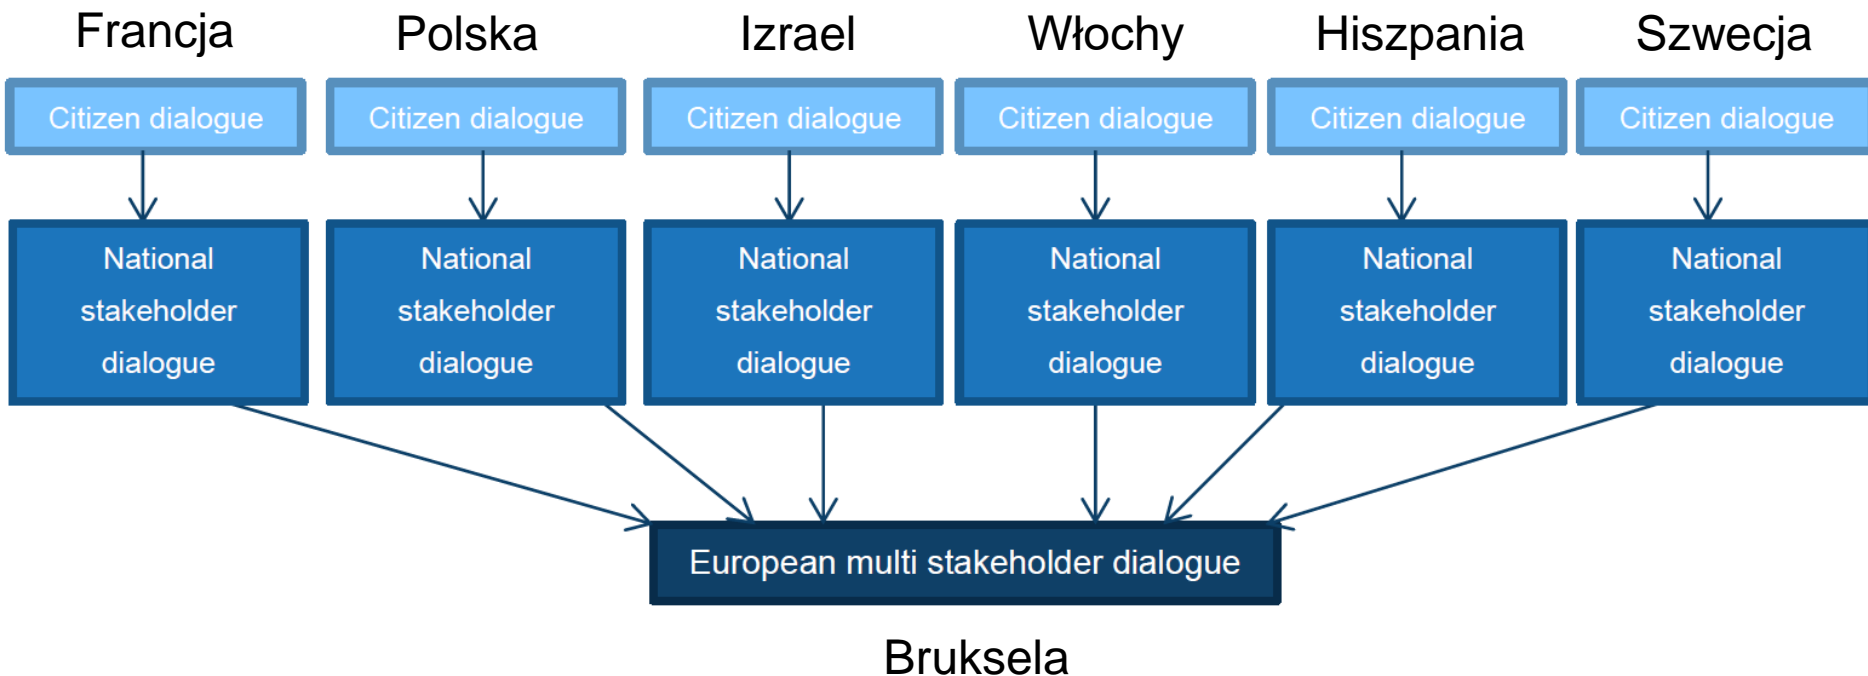 Francja
Polska
Izrael
Włochy
Hiszpania
Szwecja
Citizen dialogue
Citizen dialogue
Citizen dialogue
Citizen dialogue
Citizen dialogue
Citizen dialogue
National
stakeholder
dialogue
National
stakeholder
dialogue
National
stakeholder
dialogue
National
stakeholder
dialogue
National
stakeholder
dialogue
National
stakeholder
dialogue
European multi stakeholder dialogue
Bruksela